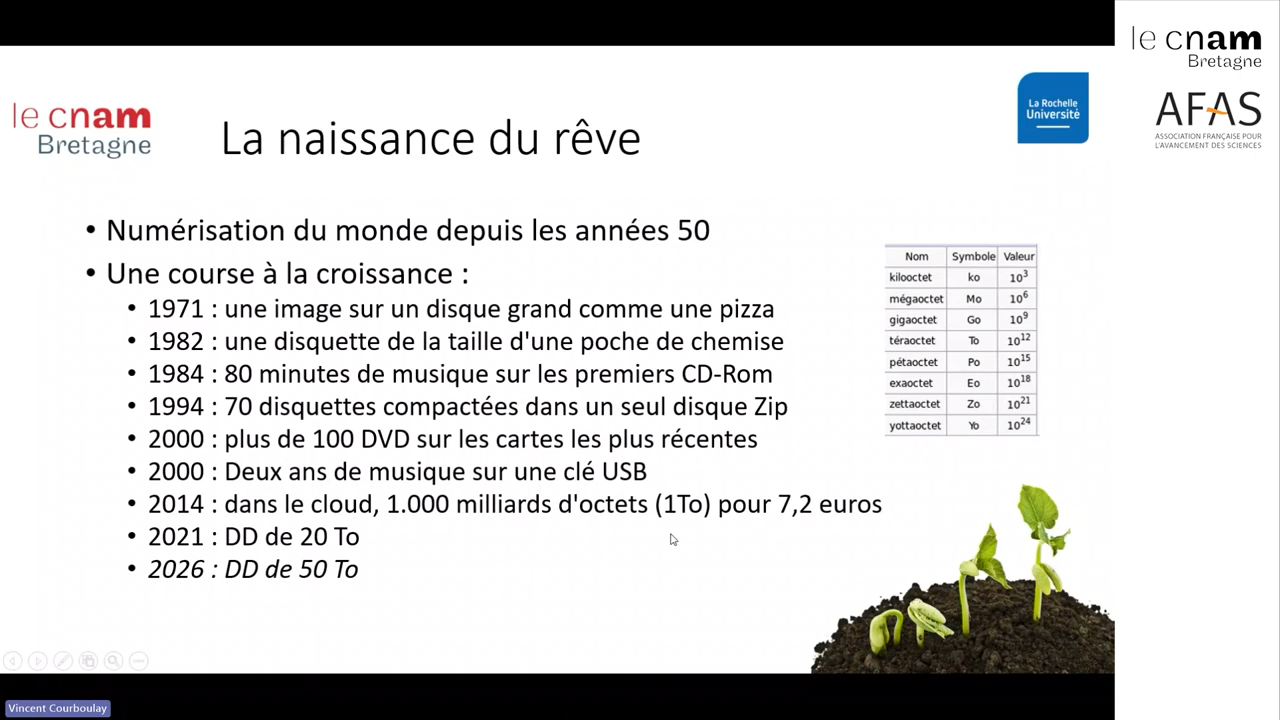 le cnam
Bretagne
La naissance du rêve
La Rochelle
Université
le cnam
Bretagne
AFAS
ASSOCIATION FRANÇAISE POUR
L'AVANCEMENT DES SCIENCES
• Numérisation du monde depuis les années 50
• Une course à la croissance :
• 1971 : une image sur un disque grand comme une pizza
• 1982 : une disquette de la taille d'une poche de chemise
• 1984 : 80 minutes de musique sur les premiers CD-Rom
• 1994 : 70 disquettes compactées dans un seul disque Zip
• 2000 : plus de 100 DVD sur les cartes les plus récentes
• 2000 : Deux ans de musique sur une clé USB
• 2014 : dans le cloud, 1.000 milliards d'octets (1To) pour 7,2 euros
• 2021 : DD de 20 To
• 2026 : DD de 50 To
Nom Symbole Valeur
kilooctet ko 10³
mégaoctet Mo 10⁶
gigaoctet Go 10⁹
téraoctet To 10¹²
pétaoctet Po 10¹⁵
exaoctet Eo 10¹⁸
zettaoctet Zo 10²¹
yottaoctet Yo 10²⁴
Vincent Courboulay